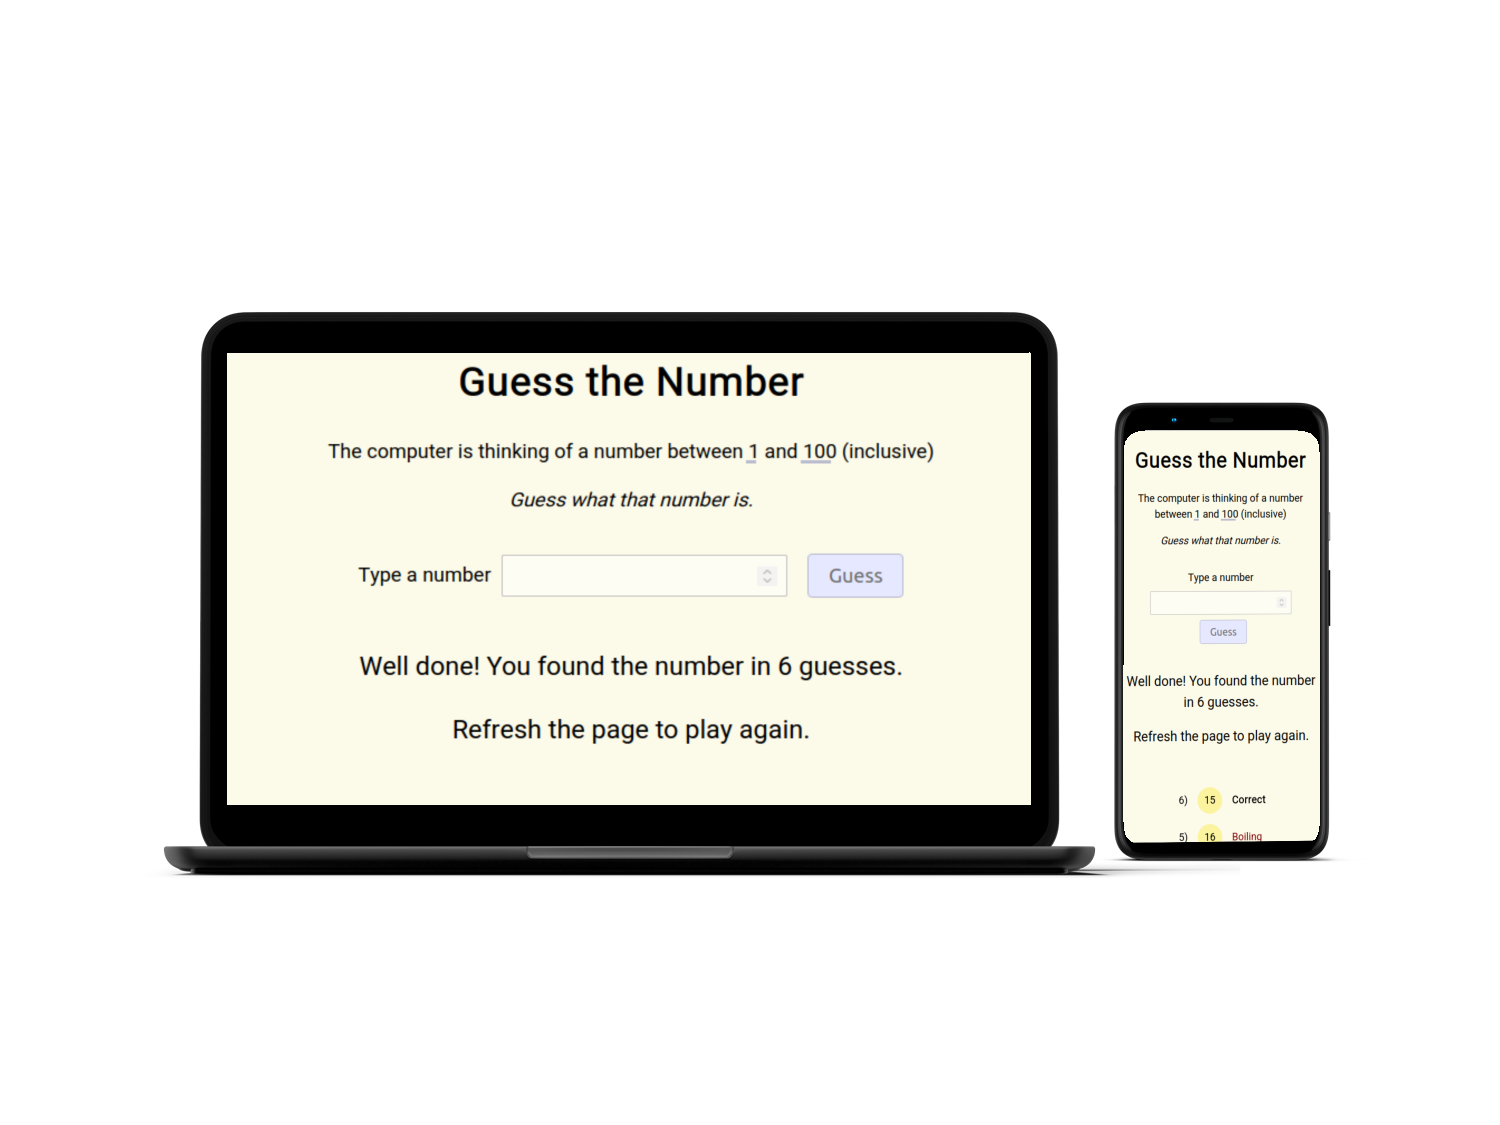 Guess the Number
The computer is thinking of a number between 1 and 100 (inclusive)
Guess what that number is.
Type a number
Guess
Well done! You found the number in 6 guesses.
Refresh the page to play again.
Guess the Number
The computer is thinking of a number
between 1 and 100 (inclusive)
Guess what that number is.
Type a number
Guess
Well done! You found the number
in 6 guesses.
Refresh the page to play again.
6) 15 Correct
5) 16 Boiling